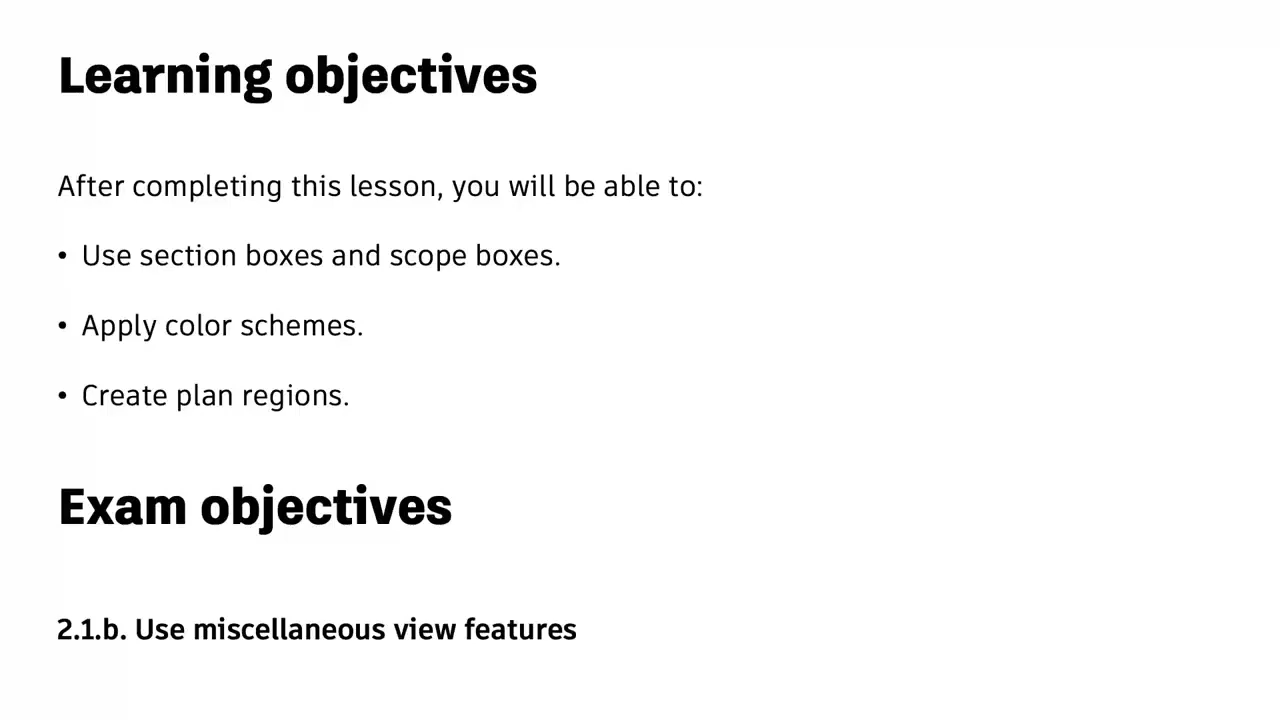 Learning objectives
After completing this lesson, you will be able to:
• Use section boxes and scope boxes.
• Apply color schemes.
• Create plan regions.
Exam objectives
2.1.b. Use miscellaneous view features